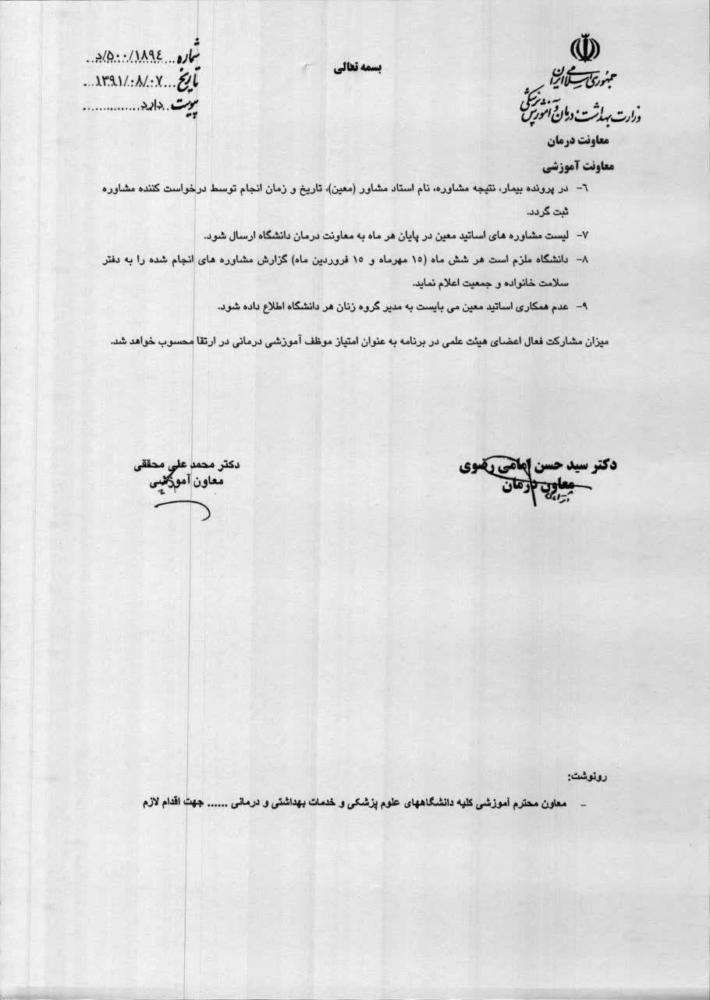 بسمه تعالی
جمهوری اسلامی ایران
وزارت بهداشت، درمان و آموزش پزشکی
معاونت درمان
معاونت آموزشی
شماره ۵۰۰/۱۸۹۴/د
تاریخ ۱۳۹۱/۰۸/۰۷
پیوست دارد
۶- در پرونده بیمار، نتیجه مشاوره، نام استاد مشاور (معین)، تاریخ و زمان انجام توسط درخواست کننده مشاوره
ثبت گردد.
۷- لیست مشاوره های اساتید معین در پایان هر ماه به معاونت درمان دانشگاه ارسال شود.
۸- دانشگاه ملزم است هر شش ماه (۱۵ مهرماه و ۱۵ فروردین ماه) گزارش مشاوره های انجام شده را به دفتر
سلامت خانواده و جمعیت اعلام نماید.
۹- عدم همکاری اساتید معین می بایست به مدیر گروه زنان هر دانشگاه اطلاع داده شود.
میزان مشارکت فعال اعضای هیئت علمی در برنامه به عنوان امتیاز موظف آموزشی درمانی در ارتقا محسوب خواهد شد.
دکتر سید حسن امامی رضوی
معاون درمان
دکتر محمد علی محققی
معاون آموزشی
رونوشت:
- معاون محترم آموزشی کلیه دانشگاههای علوم پزشکی و خدمات بهداشتی و درمانی ...... جهت اقدام لازم